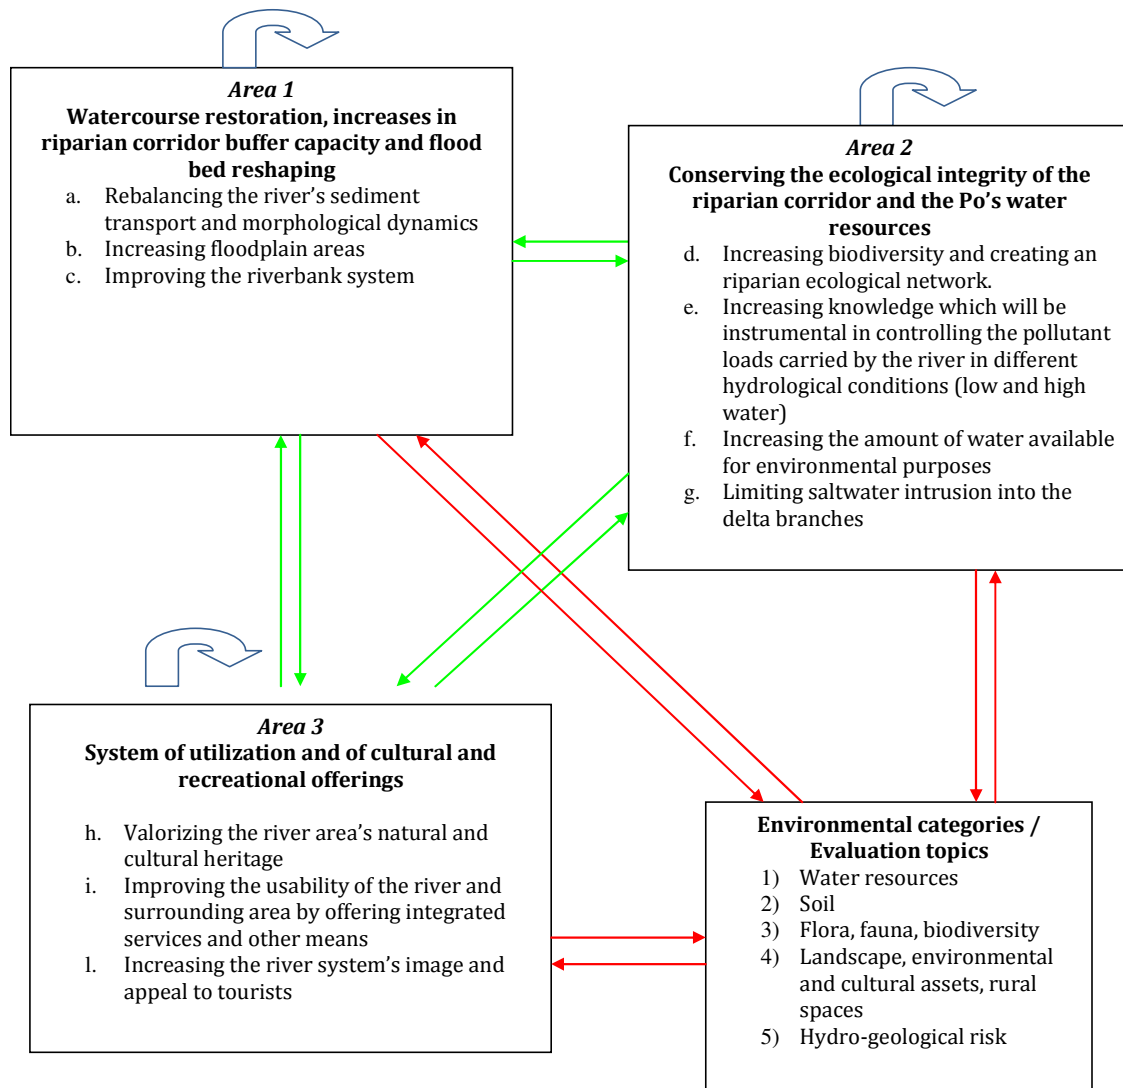 Area 1
Watercourse restoration, increases in
riparian corridor buffer capacity and flood
bed reshaping
a. Rebalancing the river's sediment
transport and morphological dynamics
b. Increasing floodplain areas
c. Improving the riverbank system
Area 2
Conserving the ecological integrity of the
riparian corridor and the Po's water
resources
d. Increasing biodiversity and creating an
riparian ecological network.
e. Increasing knowledge which will be
instrumental in controlling the pollutant
loads carried by the river in different
hydrological conditions (low and high
water)
f. Increasing the amount of water available
for environmental purposes
g. Limiting saltwater intrusion into the
delta branches
Area 3
System of utilization and of cultural and
recreational offerings
h. Valorizing the river area's natural and
cultural heritage
i. Improving the usability of the river and
surrounding area by offering integrated
services and other means
l. Increasing the river system's image and
appeal to tourists
Environmental categories /
Evaluation topics
1) Water resources
2) Soil
3) Flora, fauna, biodiversity
4) Landscape, environmental
and cultural assets, rural
spaces
5) Hydro-geological risk